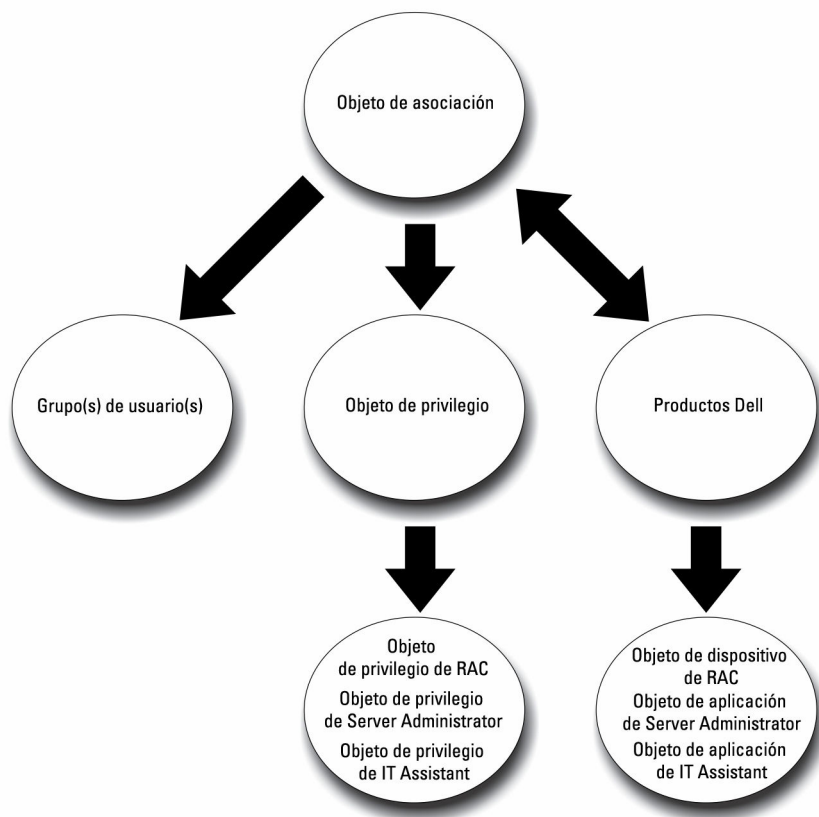 Objeto de asociación
Grupo(s) de usuario(s)
Objeto de privilegio
Productos Dell
Objeto
de privilegio de RAC
Objeto de privilegio
de Server Administrator
Objeto de privilegio
de IT Assistant
Objeto de dispositivo
de RAC
Objeto de aplicación
de Server Administrator
Objeto de aplicación
de IT Assistant